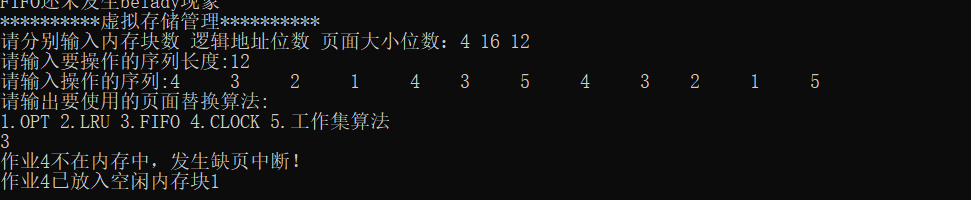 FIFO还未发生belady现象
**********虚拟存储管理**********
请分别输入内存块数 逻辑地址位数 页面大小位数：4 16 12
请输入要操作的序列长度:12
请输入操作的序列:4 3 2 1 4 3 5 4 3 2 1 5
请输出要使用的页面替换算法:
1.OPT 2.LRU 3.FIFO 4.CLOCK 5.工作集算法
3
作业4不在内存中，发生缺页中断！
作业4已放入空闲内存块1